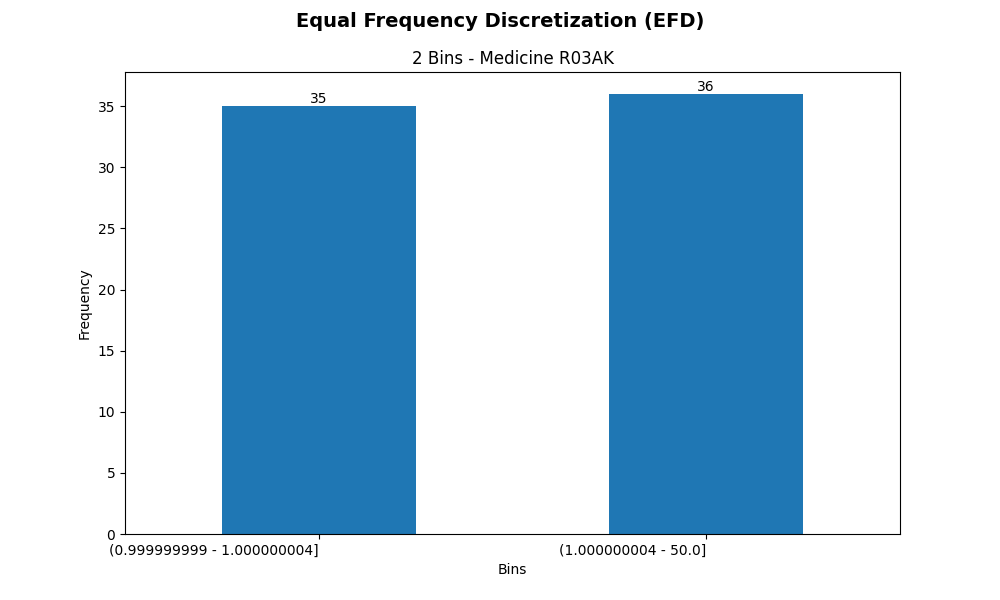 Equal Frequency Discretization (EFD)
2 Bins - Medicine R03AK
35
36
Frequency
35
30
25
20
15
10
5
0
(0.999999999 - 1.000000004]
(1.000000004 - 50.0]
Bins